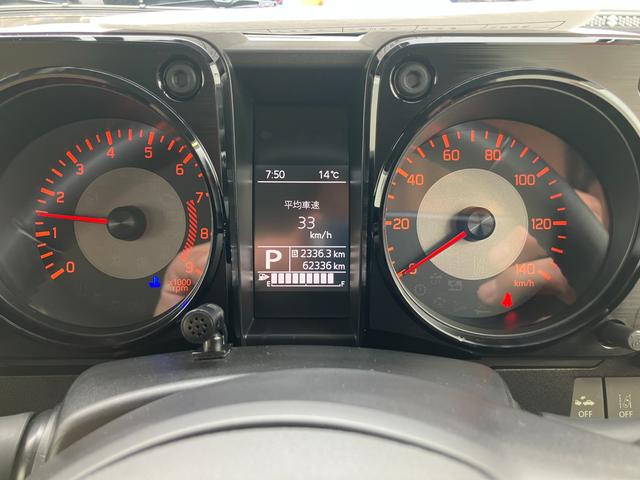 0 1 2 3 4 5 6 7 8 9
x1000
rpm
7:50 14℃
平均車速
33
km/h
P
2336.3 km
62336 km
E F
0 20 40 60 80 100 120 140
km/h
OFF OFF